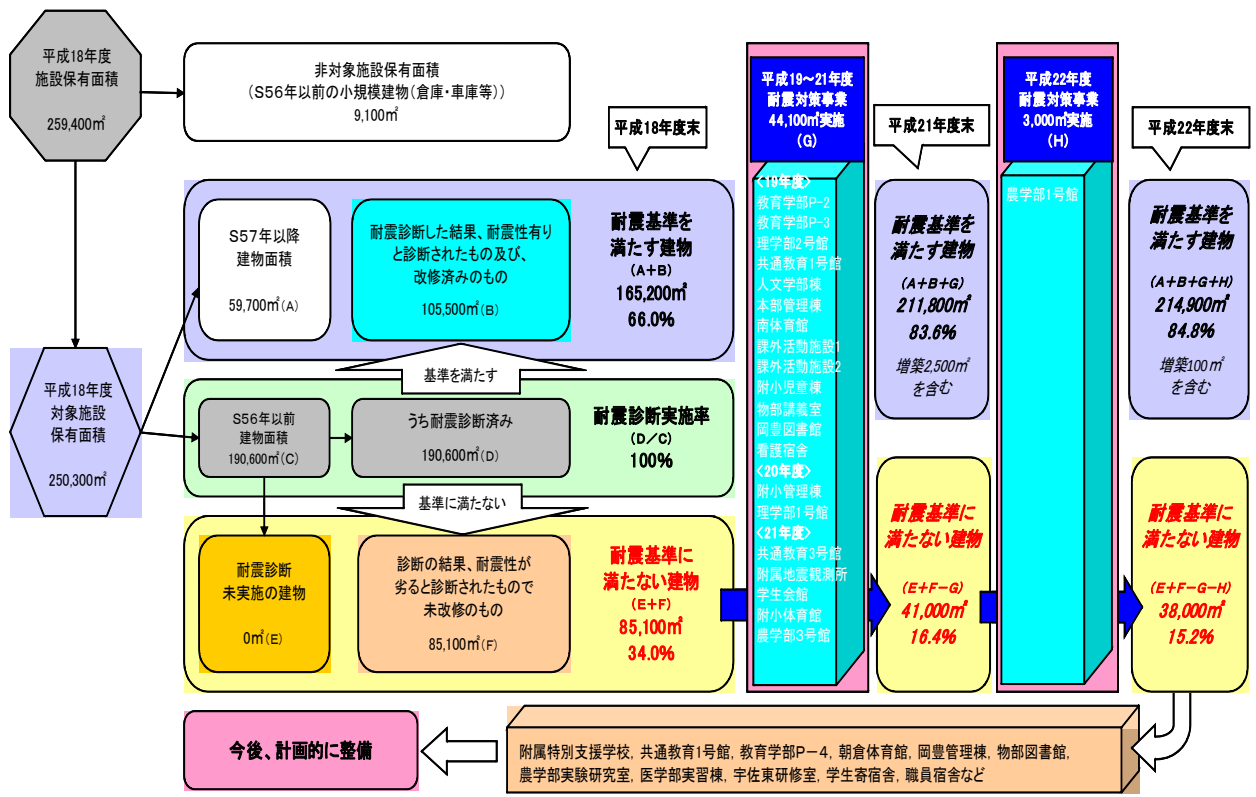 平成18年度
施設保有面積
259,400㎡
非対象施設保有面積
(S56年以前の小規模建物(倉庫・車庫等))
9,100㎡
平成18年度末
平成19～21年度
耐震対策事業
44,100㎡実施
(G)
平成21年度末
平成22年度
耐震対策事業
3,000㎡実施
(H)
平成22年度末
S57年以降
建物面積
59,700㎡(A)
耐震診断した結果、耐震性有り
と診断されたもの及び、
改修済みのもの
105,500㎡(B)
耐震基準を
満たす建物
(A+B)
165,200㎡
66.0%
基準を満たす
平成18年度
対象施設
保有面積
250,300㎡
S56年以前
建物面積
190,600㎡(C)
うち耐震診断済み
190,600㎡(D)
耐震診断実施率
(D/C)
100%
基準に満たない
耐震診断
未実施の建物
0㎡(E)
診断の結果、耐震性が
劣ると診断されたもので
未改修のもの
85,100㎡(F)
耐震基準に
満たない建物
(E+F)
85,100㎡
34.0%
<19年度>
教育学部P-2
教育学部P-3
理学部2号館
共通教育1号館
人文学部棟
本部管理棟
南体育館
課外活動施設1
課外活動施設2
附小児童棟
物部講義室
岡豊図書館
看護宿舎
<20年度>
附小管理棟
理学部1号館
<21年度>
共通教育3号館
附属地震観測所
学生会館
附小体育館
農学部3号館
耐震基準を
満たす建物
(A+B+G)
211,800㎡
83.6%
増築2,500㎡
を含む
耐震基準に
満たない建物
(E+F-G)
41,000㎡
16.4%
農学部1号館
耐震基準を
満たす建物
(A+B+G+H)
214,900㎡
84.8%
増築100㎡
を含む
耐震基準に
満たない建物
(E+F-G-H)
38,000㎡
15.2%
今後、計画的に整備
附属特別支援学校, 共通教育1号館, 教育学部P-4, 朝倉体育館, 岡豊管理棟, 物部図書館,
農学部実験研究室, 医学部実習棟, 宇佐東研修室, 学生寄宿舎, 職員宿舎など